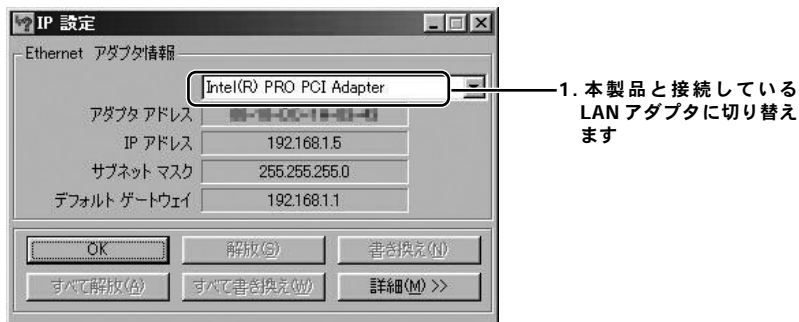 IP 設定
Ethernet アダプタ情報
Intel(R) PRO PCI Adapter
アダプタ アドレス
IP アドレス 192.168.1.5
サブネット マスク 255.255.255.0
デフォルト ゲートウェイ 192.168.1.1
OK 解放(S) 書き換え(N)
すべて解放(A) すべて書き換え(W) 詳細(M) >>
1. 本製品と接続している
LAN アダプタに切り替え
ます